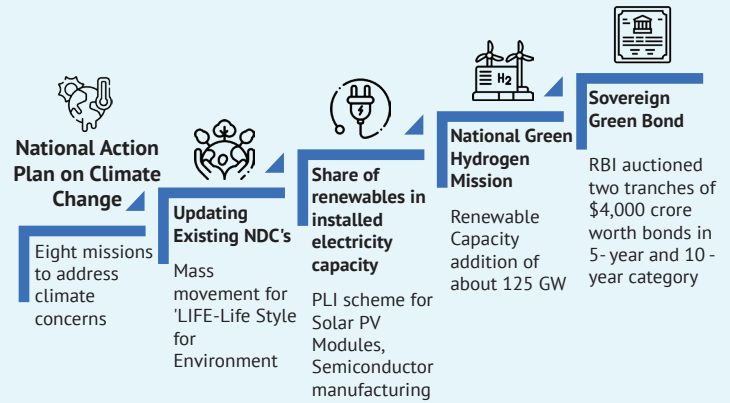 National Action
Plan on Climate
Change
Eight missions
to address
climate
concerns
Updating
Existing NDC's
Mass
movement for
'LIFE-Life Style
for
Environment
Share of
renewables in
installed
electricity
capacity
PLI scheme for
Solar PV
Modules,
Semiconductor
manufacturing
H2
National Green
Hydrogen
Mission
Renewable
Capacity
addition of
about 125 GW
Sovereign
Green Bond
RBI auctioned
two tranches of
$4,000 crore
worth bonds in
5- year and 10 -
year category